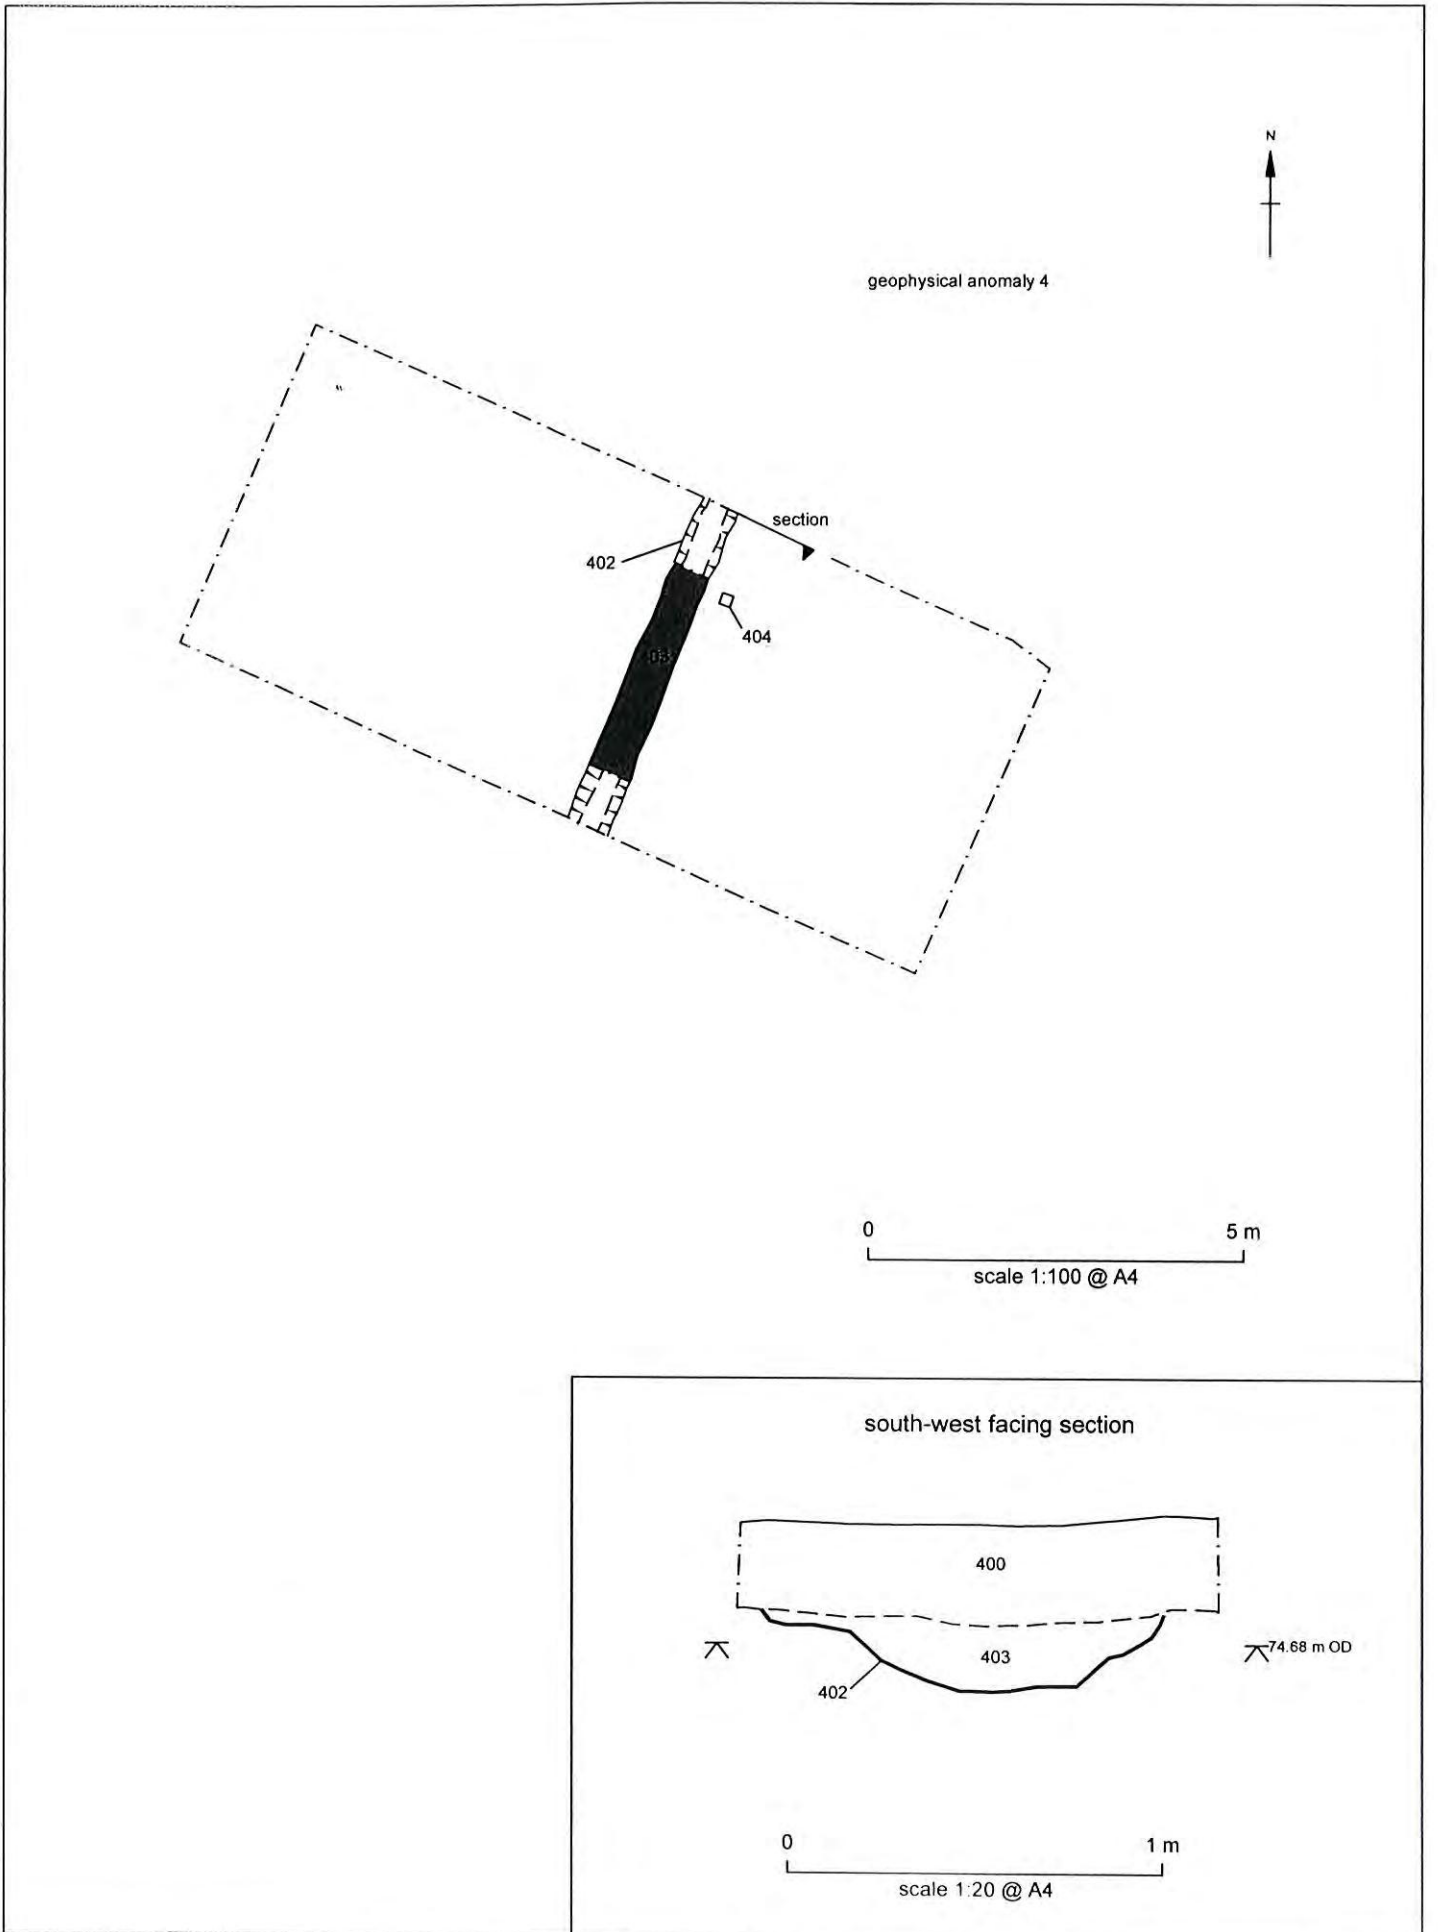 N
geophysical anomaly 4
section
402
404
0 5 m
scale 1:100 @ A4
south-west facing section
400
403
74.68 m OD
402
0 1 m
scale 1:20 @ A4